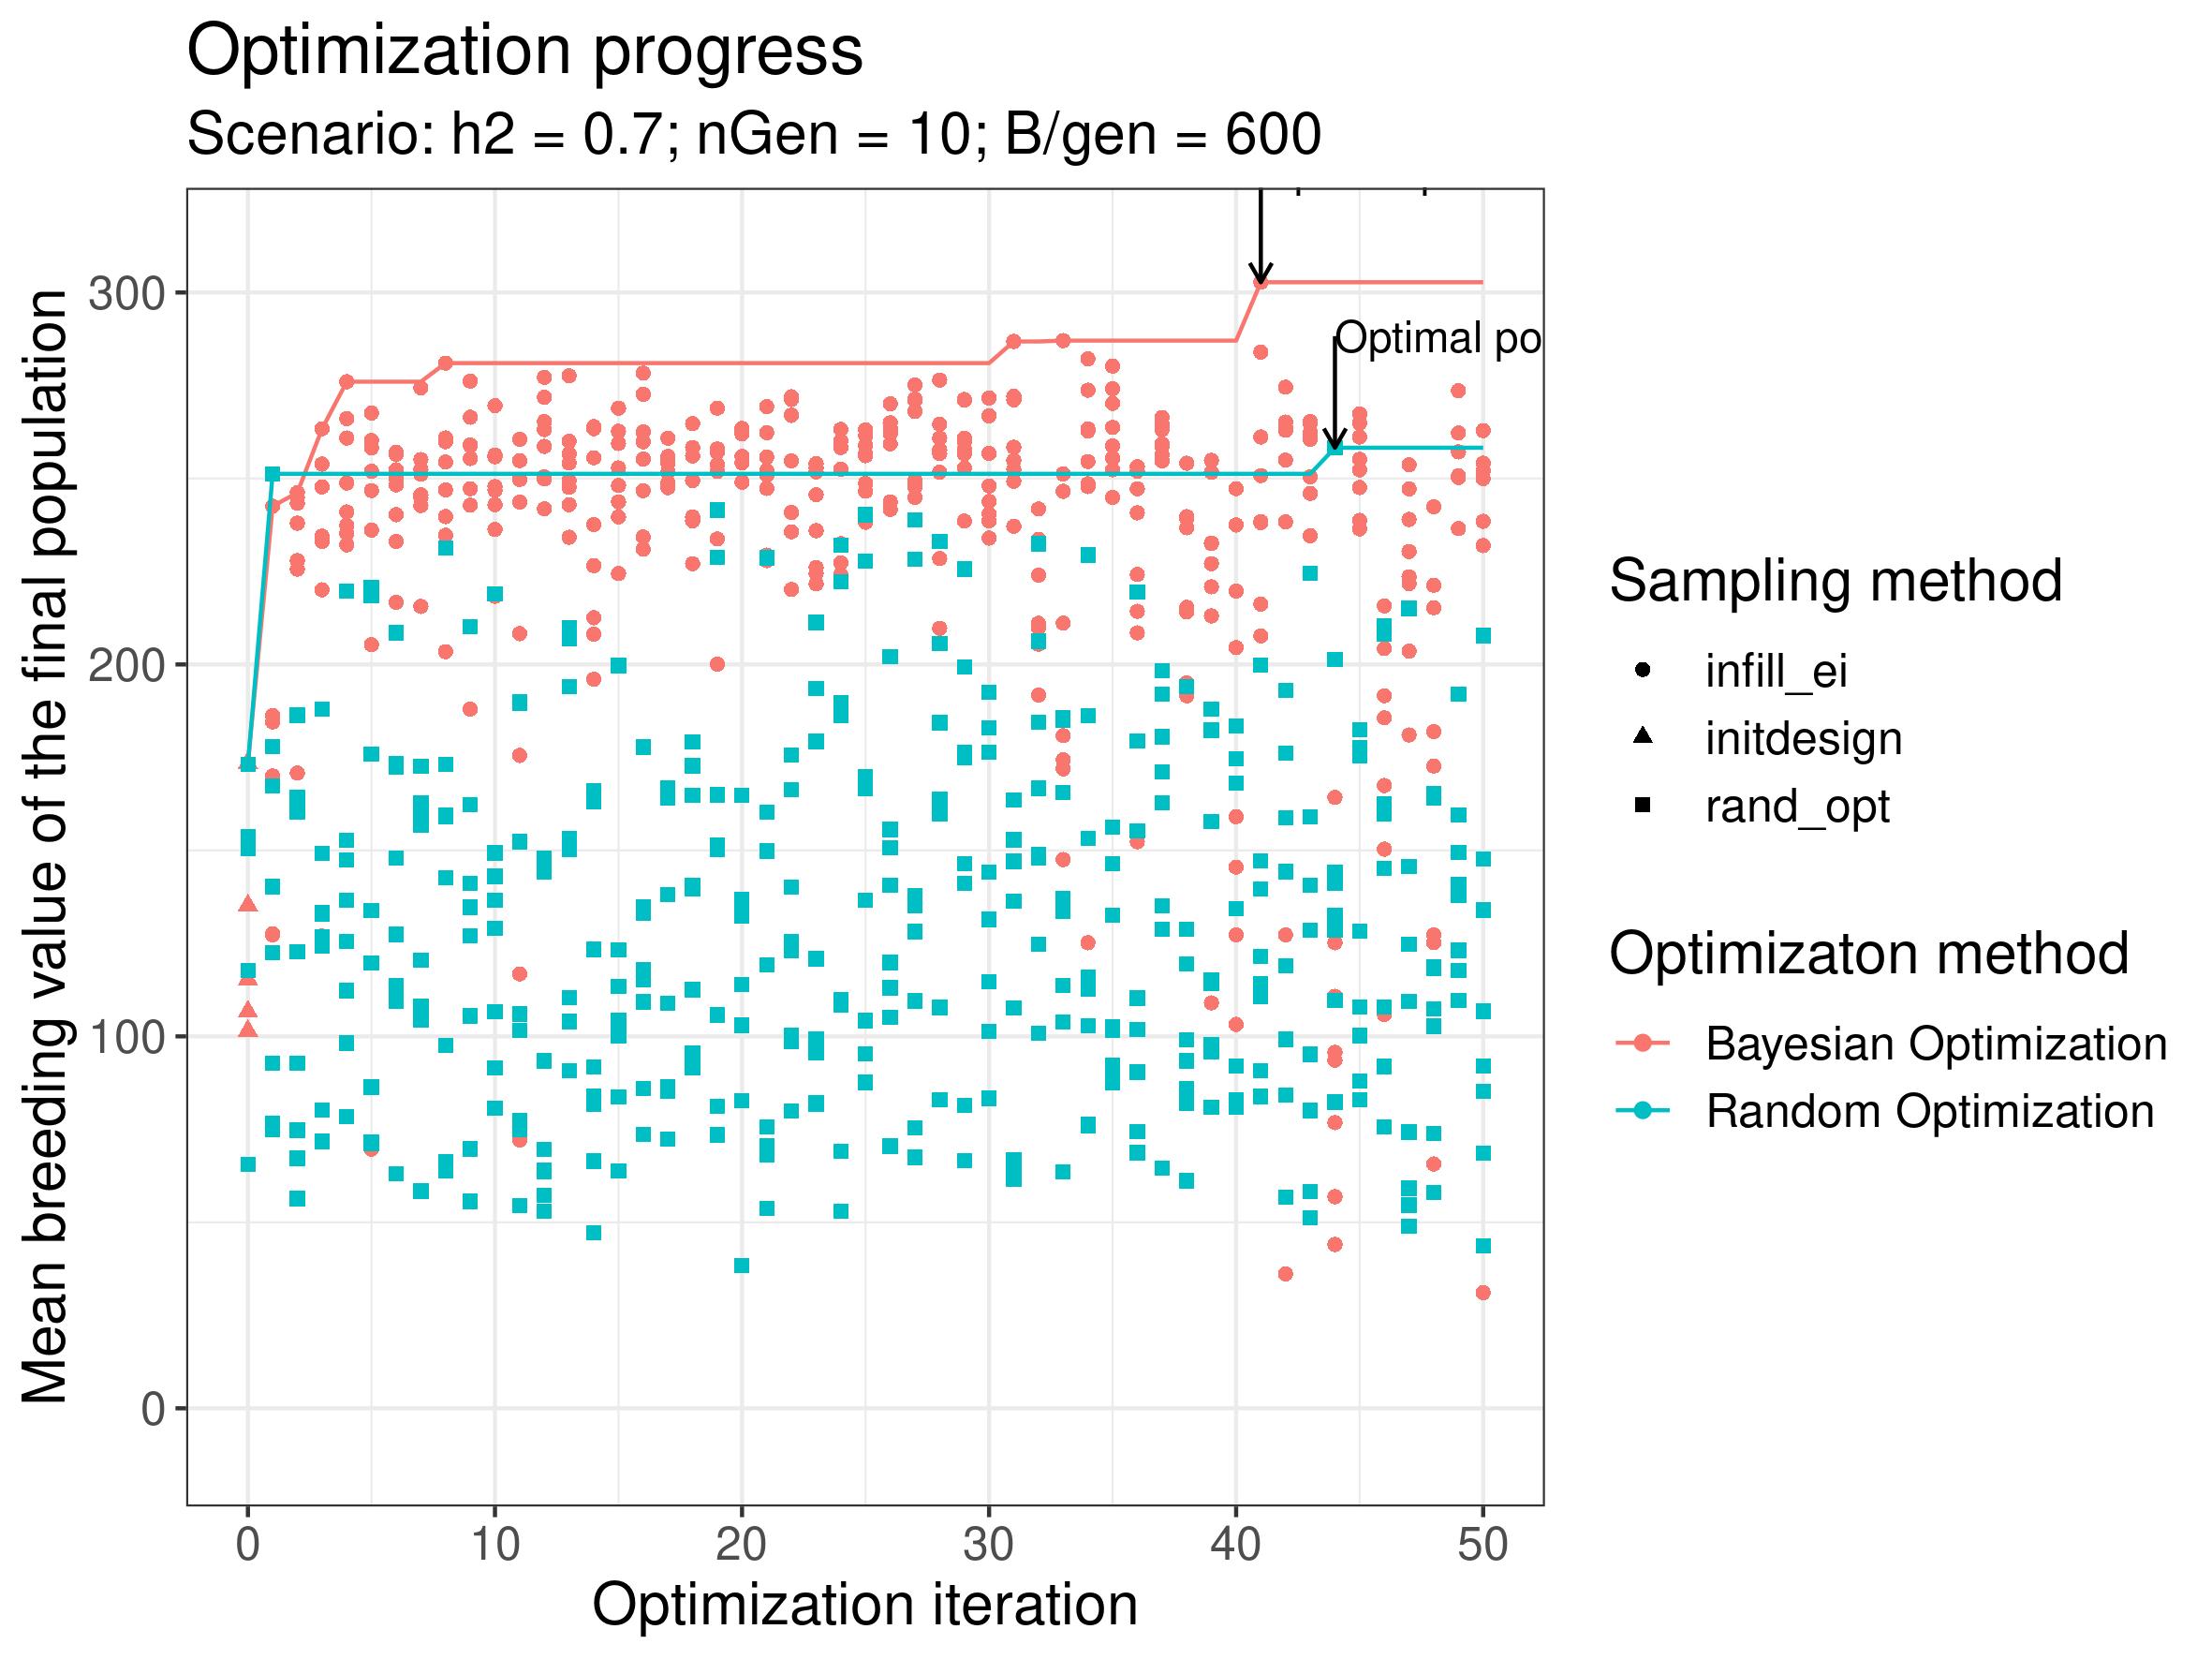 Optimization progress
Scenario: h2 = 0.7; nGen = 10; B/gen = 600
Mean breeding value of the final population
300
200
100
0
Optimal po
0 10 20 30 40 50
Optimization iteration
Sampling method
infill_ei
initdesign
rand_opt
Optimizaton method
Bayesian Optimization
Random Optimization